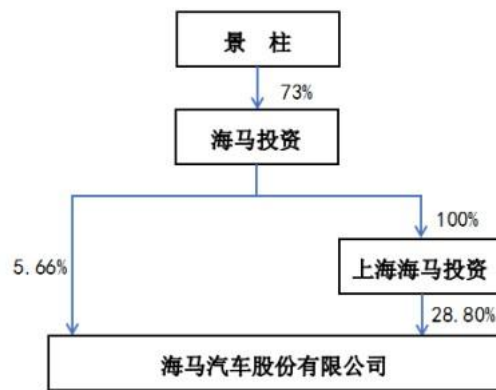 景 柱
73%
海马投资
100%
5.66%
上海海马投资
28.80%
海马汽车股份有限公司